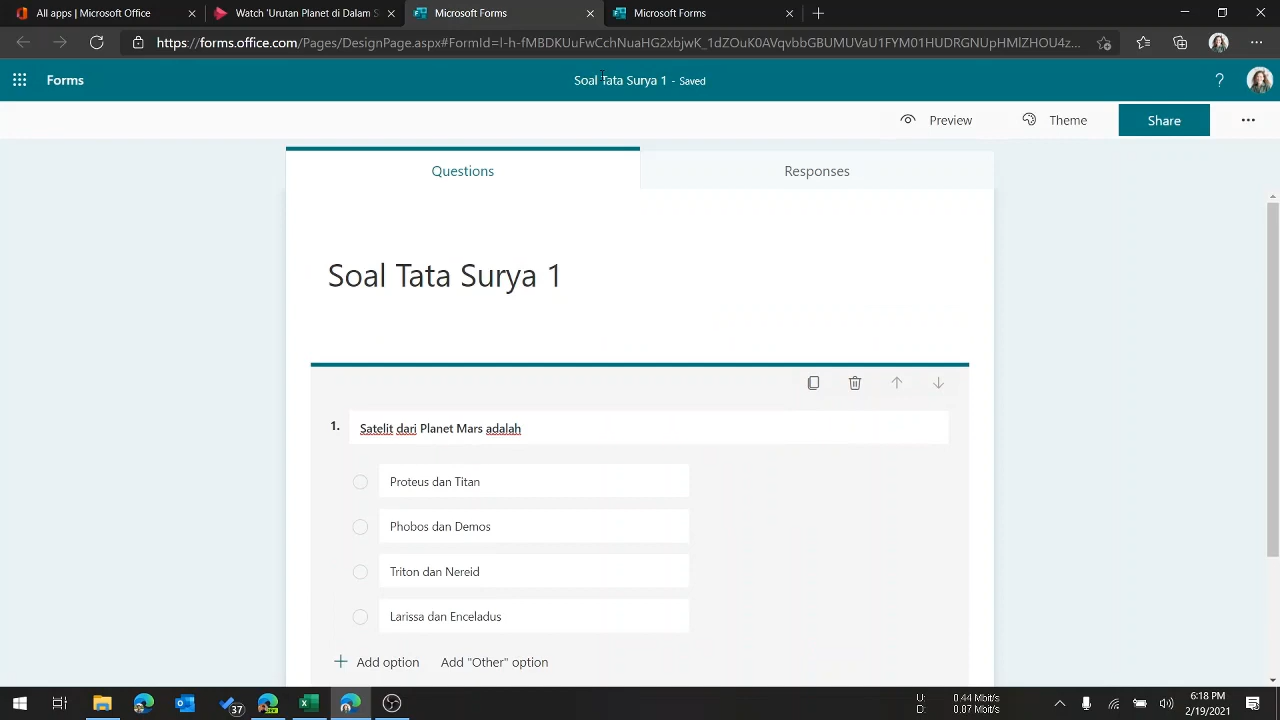 All apps | Microsoft Office
Watch 'Urutan Planet di Dalam S
Microsoft Forms
Microsoft Forms
https://forms.office.com/Pages/DesignPage.aspx#FormId=l-h-fMBDKUuFwCchNuaHG2xbjwK_1dZOuK0AVqvbbGBUMUVaU1FYM01HUDRGNUpHMlZHOU4z...
Forms
Soal Tata Surya 1 - Saved
?
Preview
Theme
Share
Questions
Responses
Soal Tata Surya 1
1.
Satelit dari Planet Mars adalah
Proteus dan Titan
Phobos dan Demos
Triton dan Nereid
Larissa dan Enceladus
Add option
Add "Other" option
37
U: 0.44 Mbit/s
D: 0.87 Mbit/s
6:18 PM
2/19/2021